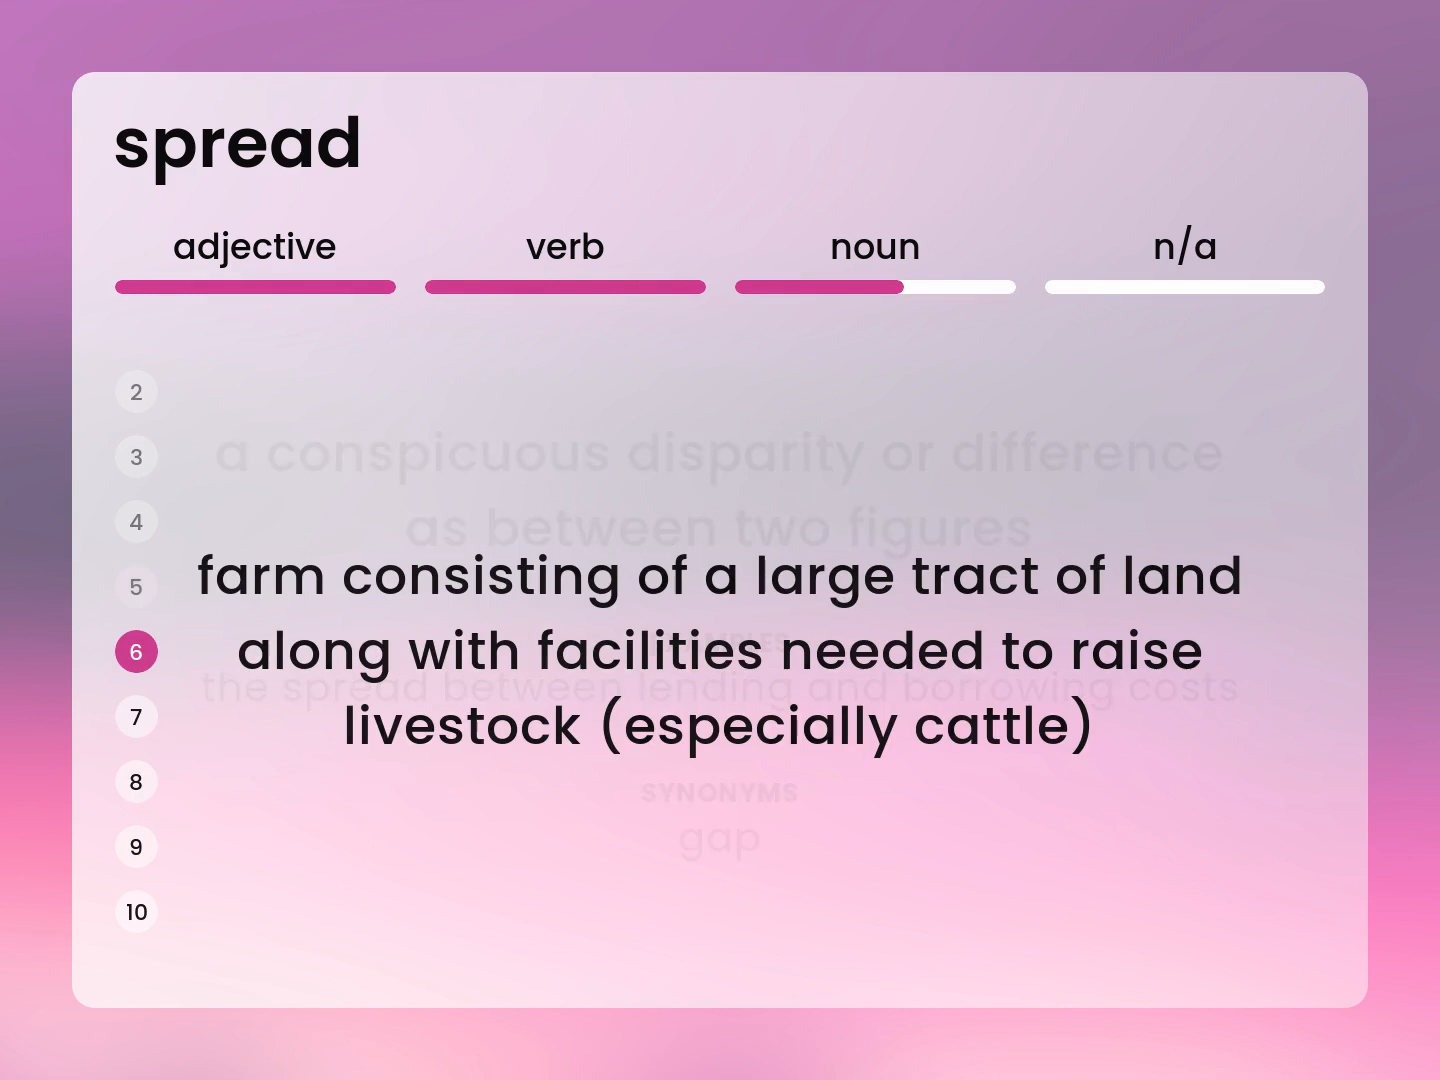 spread
adjective
verb
noun
n/a
2
3
4
5
6
7
8
9
10
a conspicuous disparity or difference
as between two figures
farm consisting of a large tract of land
along with facilities needed to raise
livestock (especially cattle)
EXAMPLES
the spread between lending and borrowing costs
SYNONYMS
gap